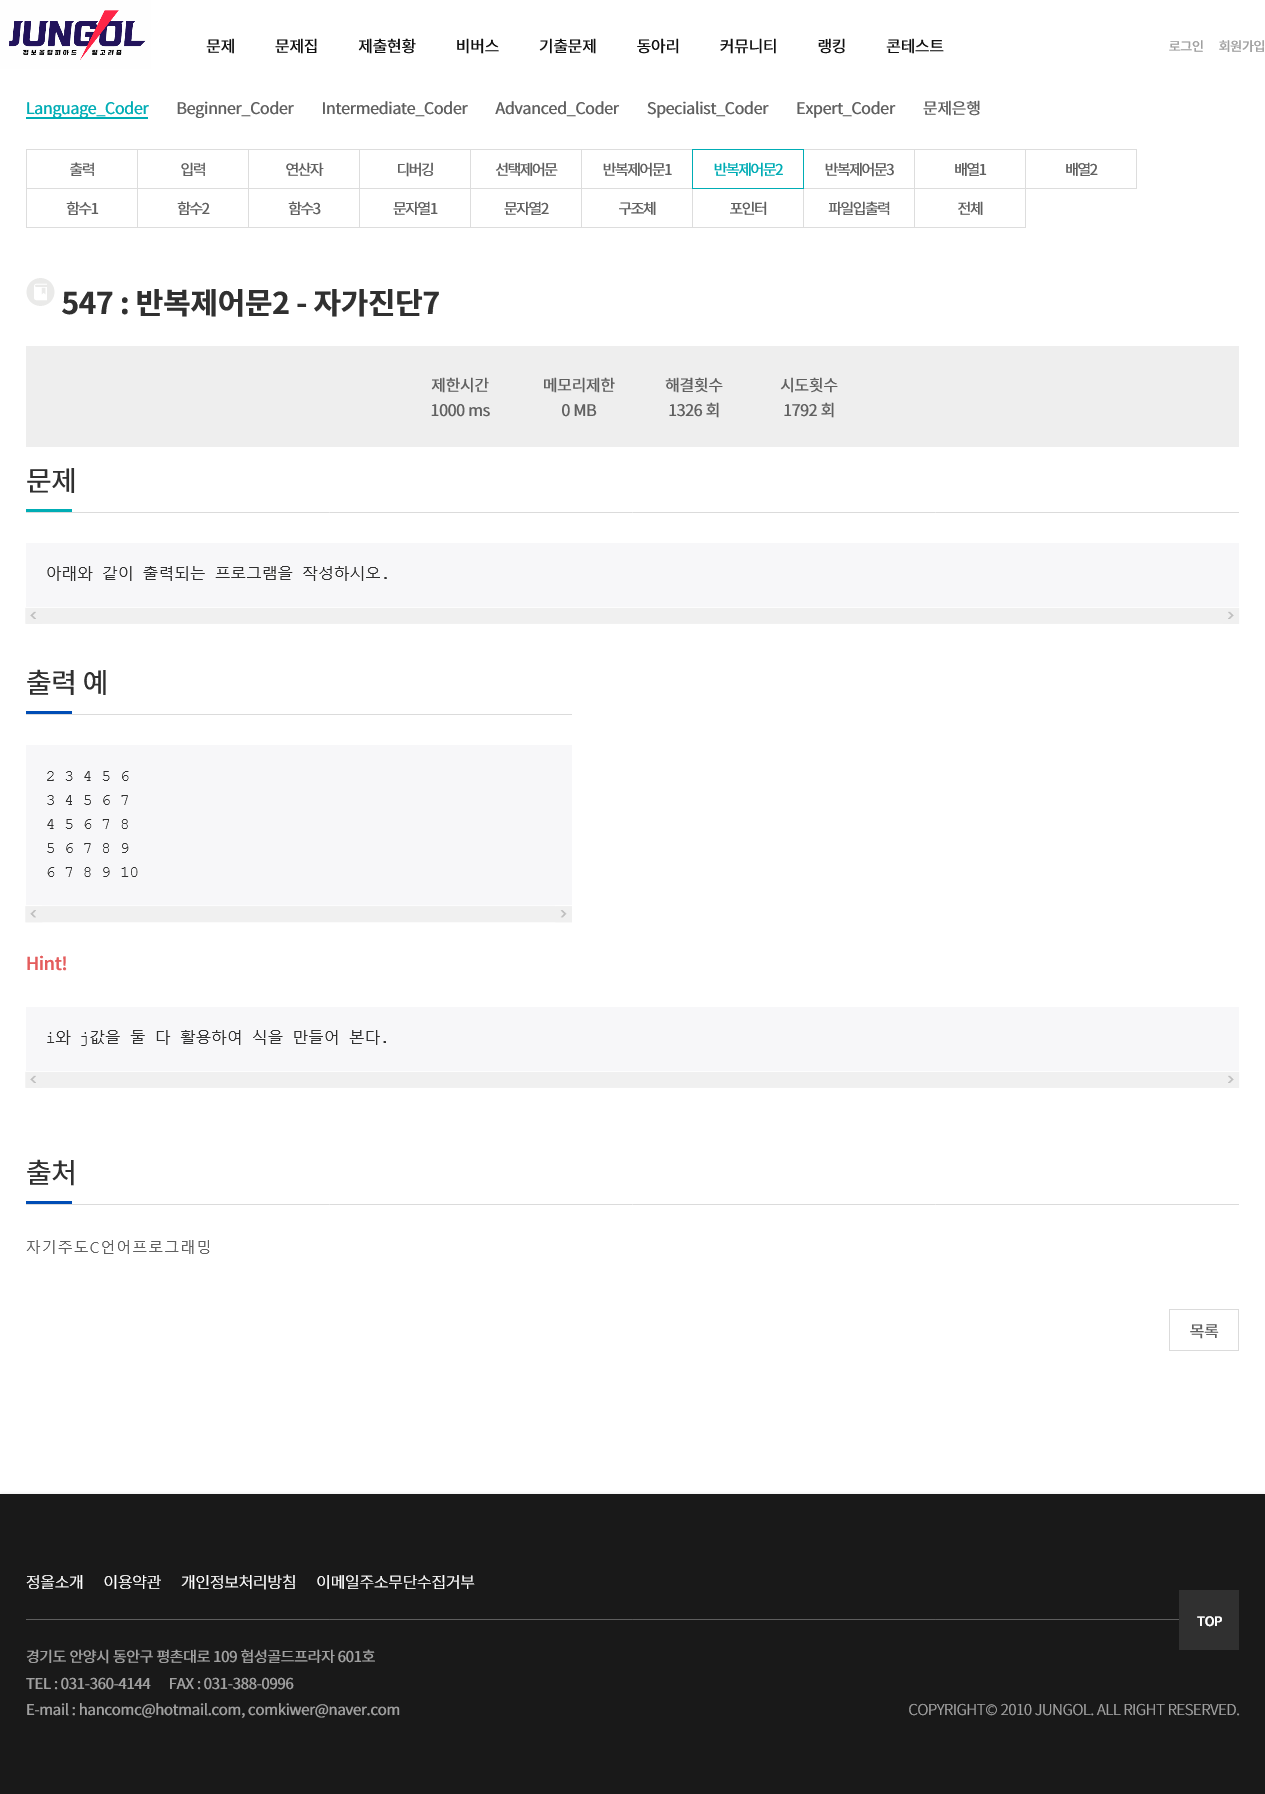 JUNGOL
정보올림피아드 알고리즘
문제 문제집 제출현황 비버스 기출문제 동아리 커뮤니티 랭킹 콘테스트 로그인 회원가입
Language_Coder Beginner_Coder Intermediate_Coder Advanced_Coder Specialist_Coder Expert_Coder 문제은행
출력 입력 연산자 디버깅 선택제어문 반복제어문1 반복제어문2 반복제어문3 배열1 배열2
함수1 함수2 함수3 문자열1 문자열2 구조체 포인터 파일입출력 전체
547 : 반복제어문2 - 자가진단7
제한시간 메모리제한 해결횟수 시도횟수
1000 ms 0 MB 1326 회 1792 회
문제
아래와 같이 출력되는 프로그램을 작성하시오.
출력 예
2 3 4 5 6
3 4 5 6 7
4 5 6 7 8
5 6 7 8 9
6 7 8 9 10
Hint!
i와 j값을 둘 다 활용하여 식을 만들어 본다.
출처
자기주도C언어프로그래밍
목록
정올소개 이용약관 개인정보처리방침 이메일주소무단수집거부
TOP
경기도 안양시 동안구 평촌대로 109 협성골드프라자 601호
TEL : 031-360-4144 FAX : 031-388-0996
E-mail : hancomc@hotmail.com, comkiwer@naver.com COPYRIGHT© 2010 JUNGOL. ALL RIGHT RESERVED.